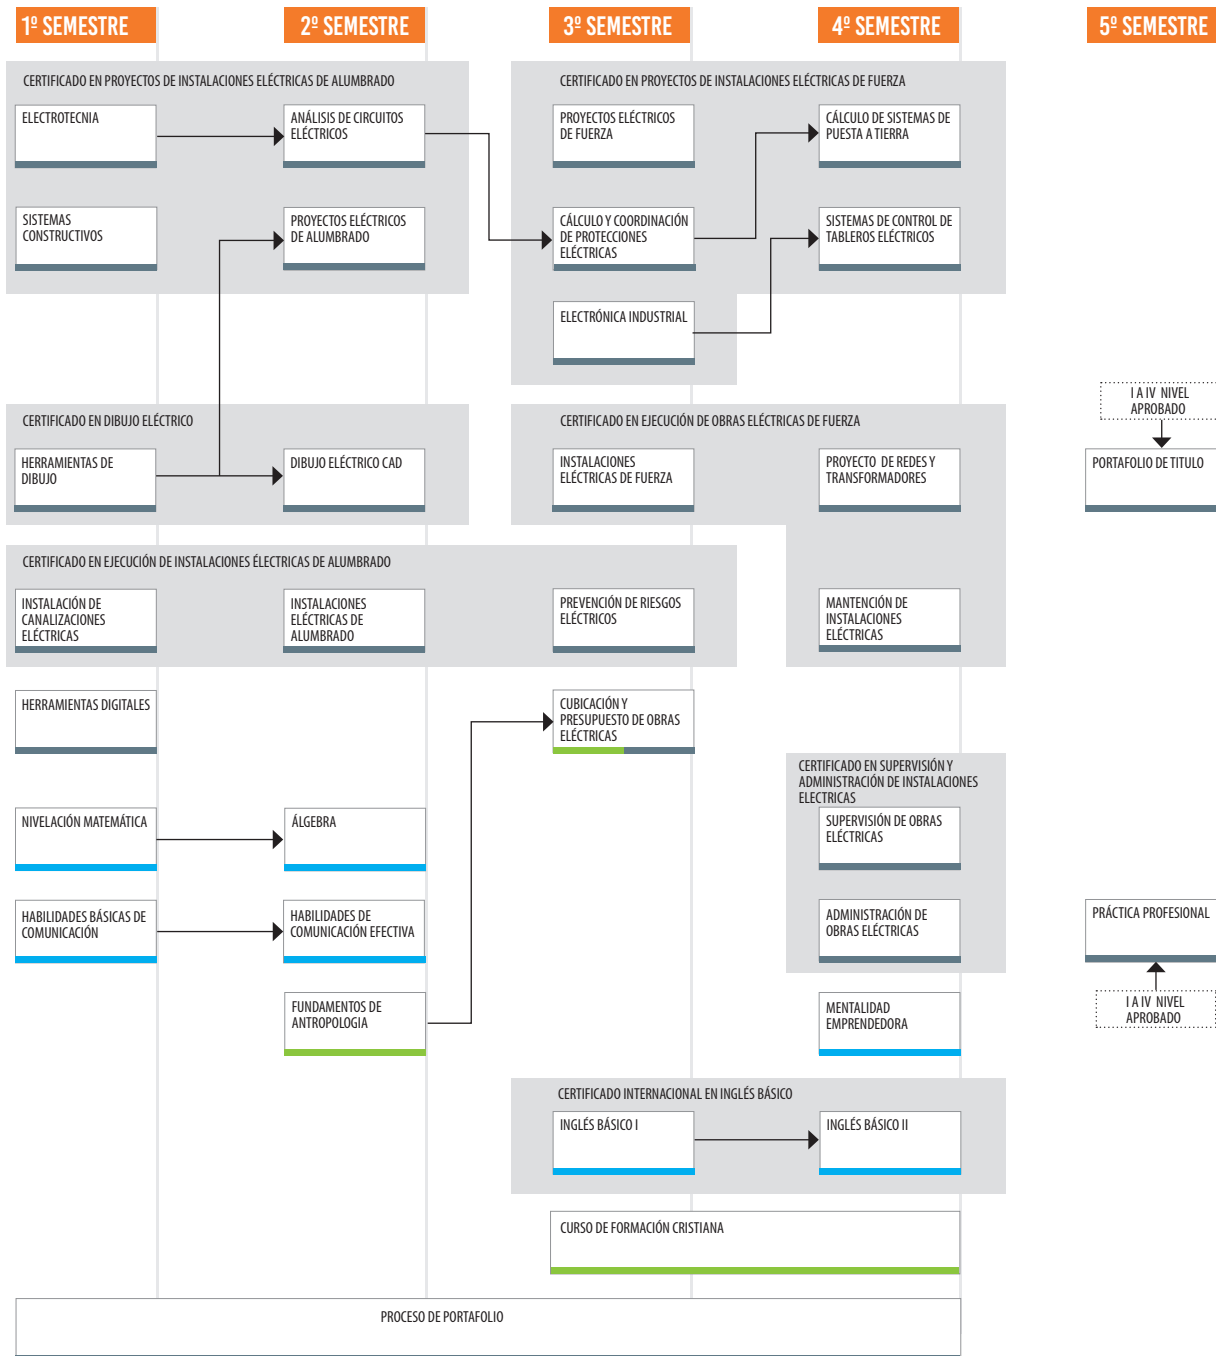 1º SEMESTRE
2º SEMESTRE
3º SEMESTRE
4º SEMESTRE
5º SEMESTRE
CERTIFICADO EN PROYECTOS DE INSTALACIONES ELÉCTRICAS DE ALUMBRADO
CERTIFICADO EN PROYECTOS DE INSTALACIONES ELÉCTRICAS DE FUERZA
ELECTROTECNIA
ANÁLISIS DE CIRCUITOS
ELÉCTRICOS
PROYECTOS ELÉCTRICOS
DE FUERZA
CÁLCULO DE SISTEMAS DE
PUESTA A TIERRA
SISTEMAS
CONSTRUCTIVOS
PROYECTOS ELÉCTRICOS
DE ALUMBRADO
CÁLCULO Y COORDINACIÓN
DE PROTECCIONES
ELÉCTRICAS
SISTEMAS DE CONTROL DE
TABLEROS ELÉCTRICOS
ELECTRÓNICA INDUSTRIAL
I A IV NIVEL
APROBADO
CERTIFICADO EN DIBUJO ELÉCTRICO
CERTIFICADO EN EJECUCIÓN DE OBRAS ELÉCTRICAS DE FUERZA
HERRAMIENTAS DE
DIBUJO
DIBUJO ELÉCTRICO CAD
INSTALACIONES
ELÉCTRICAS DE FUERZA
PROYECTO DE REDES Y
TRANSFORMADORES
PORTAFOLIO DE TITULO
CERTIFICADO EN EJECUCIÓN DE INSTALACIONES ÉLECTRICAS DE ALUMBRADO
INSTALACIÓN DE
CANALIZACIONES
ELÉCTRICAS
INSTALACIONES
ELÉCTRICAS DE
ALUMBRADO
PREVENCIÓN DE RIESGOS
ELÉCTRICOS
MANTENCIÓN DE
INSTALACIONES
ELÉCTRICAS
HERRAMIENTAS DIGITALES
CUBICACIÓN Y
PRESUPUESTO DE OBRAS
ELÉCTRICAS
CERTIFICADO EN SUPERVISIÓN Y
ADMINISTRACIÓN DE INSTALACIONES
ELECTRICAS
NIVELACIÓN MATEMÁTICA
ÁLGEBRA
SUPERVISIÓN DE OBRAS
ELÉCTRICAS
HABILIDADES BÁSICAS DE
COMUNICACIÓN
HABILIDADES DE
COMUNICACIÓN EFECTIVA
ADMINISTRACIÓN DE
OBRAS ELÉCTRICAS
PRÁCTICA PROFESIONAL
FUNDAMENTOS DE
ANTROPOLOGIA
MENTALIDAD
EMPRENDEDORA
I A IV NIVEL
APROBADO
CERTIFICADO INTERNACIONAL EN INGLÉS BÁSICO
INGLÉS BÁSICO I
INGLÉS BÁSICO II
CURSO DE FORMACIÓN CRISTIANA
PROCESO DE PORTAFOLIO